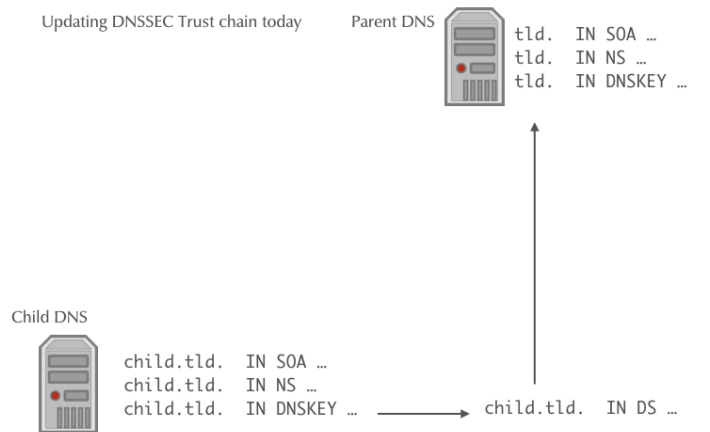 Updating DNSSEC Trust chain today
Parent DNS
tld.  IN SOA …
tld.  IN NS …
tld.  IN DNSKEY …
Child DNS
child.tld.  IN SOA …
child.tld.  IN NS …
child.tld.  IN DNSKEY …
child.tld.  IN DS …